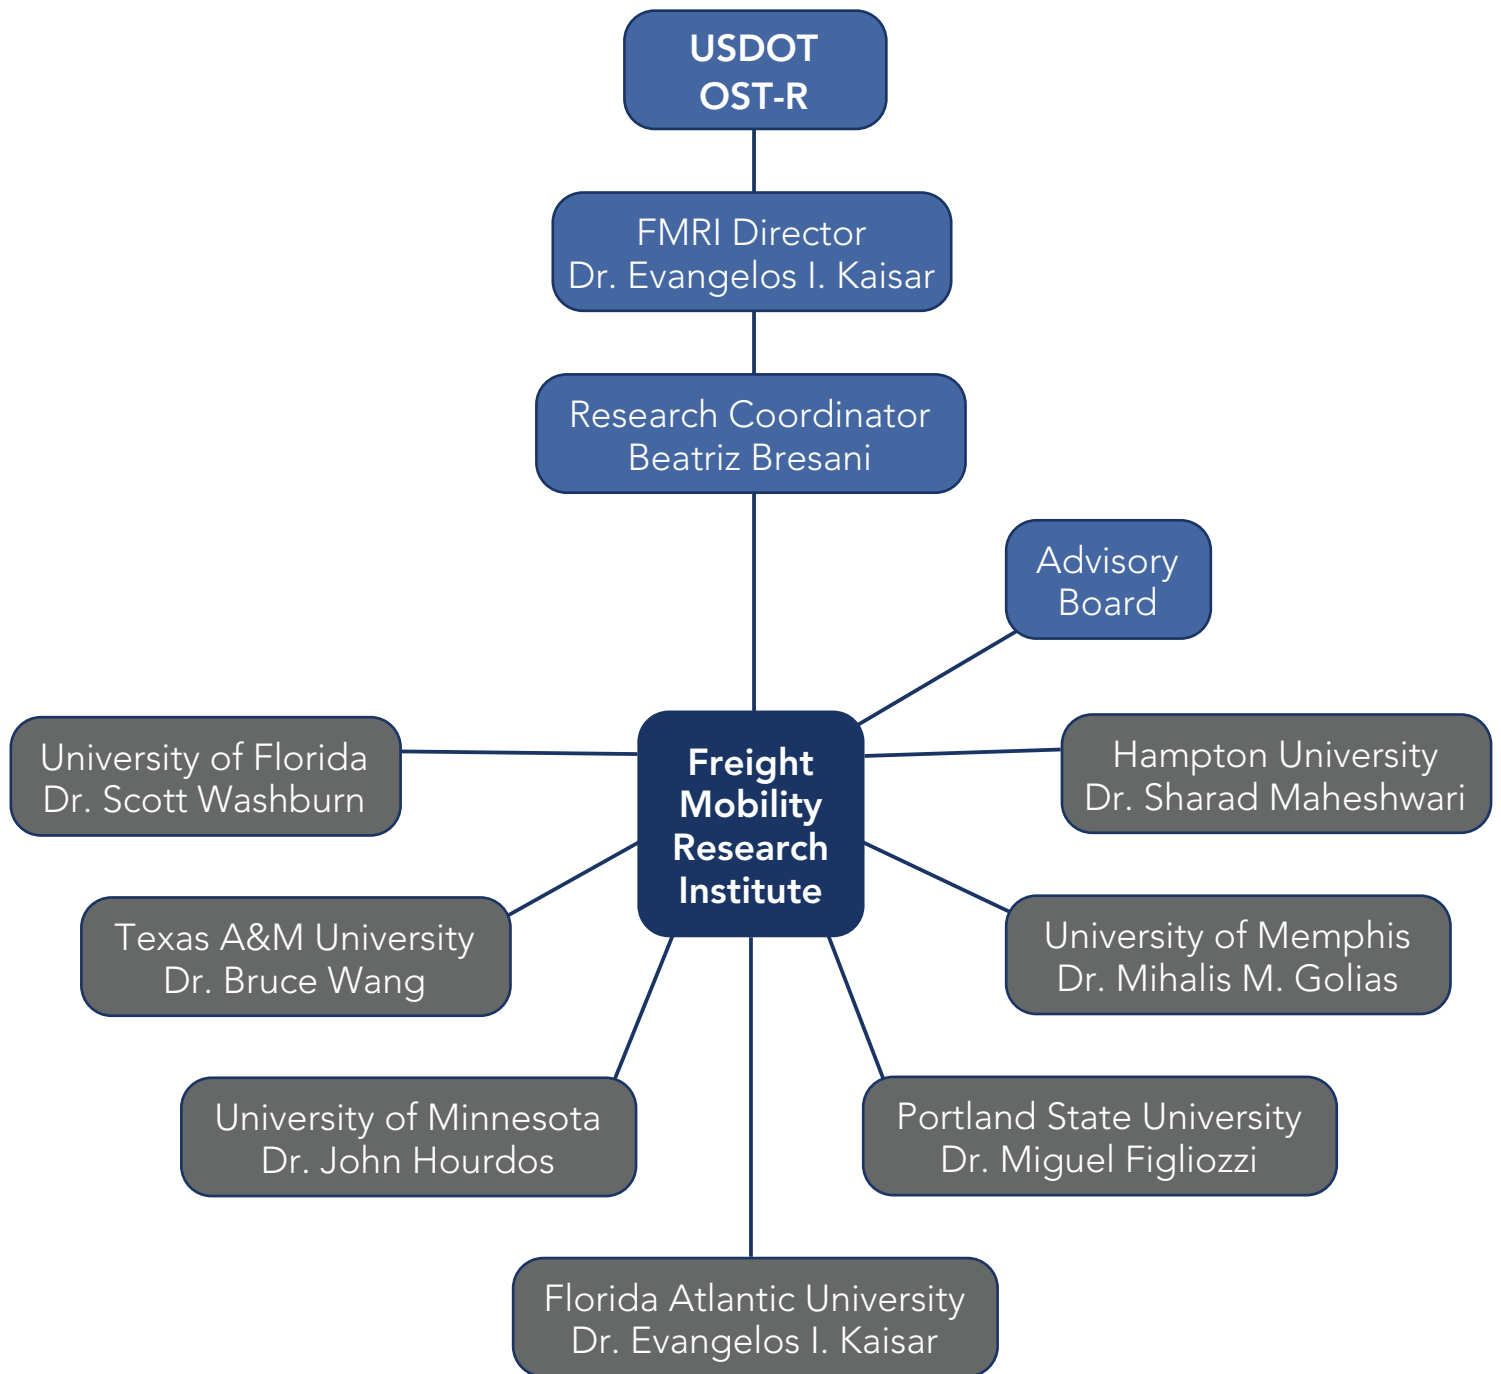 USDOT
OST-R
FMRI Director
Dr. Evangelos I. Kaisar
Research Coordinator
Beatriz Bresani
Advisory
Board
Freight
Mobility
Research
Institute
University of Florida
Dr. Scott Washburn
Hampton University
Dr. Sharad Maheshwari
Texas A&M University
Dr. Bruce Wang
University of Memphis
Dr. Mihalis M. Golias
University of Minnesota
Dr. John Hourdos
Portland State University
Dr. Miguel Figliozzi
Florida Atlantic University
Dr. Evangelos I. Kaisar